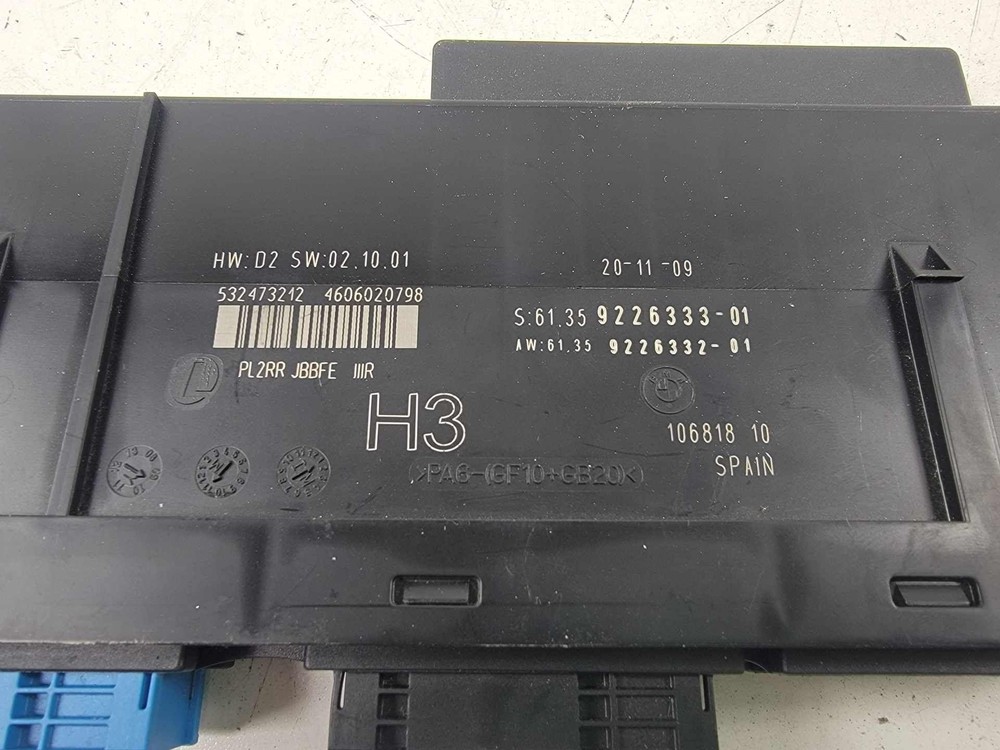 HW:D2 SW:02.10.01
20-11-09
532473212 4606020798
S:61.35 9226333-01
AW:61.35 9226332-01
PL2RR JBBFE IIIR
H3
106818 10
SPAIN
>PA6-(GF10+GB20)<